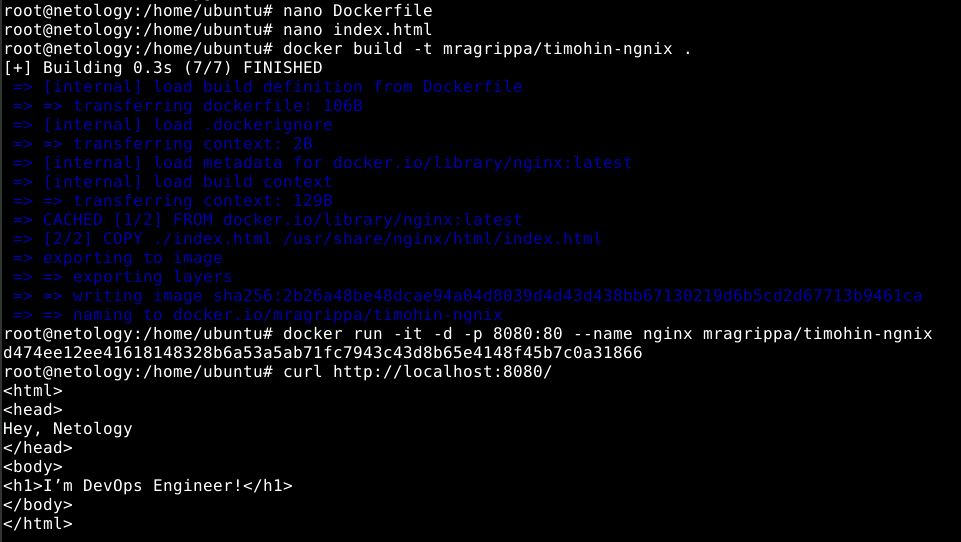 root@netology:/home/ubuntu# nano Dockerfile
root@netology:/home/ubuntu# nano index.html
root@netology:/home/ubuntu# docker build -t mragrippa/timohin-ngnix .
[+] Building 0.3s (7/7) FINISHED
=> [internal] load build definition from Dockerfile
=> => transferring dockerfile: 106B
=> [internal] load .dockerignore
=> => transferring context: 2B
=> [internal] load metadata for docker.io/library/nginx:latest
=> [internal] load build context
=> => transferring context: 129B
=> CACHED [1/2] FROM docker.io/library/nginx:latest
=> [2/2] COPY ./index.html /usr/share/nginx/html/index.html
=> exporting to image
=> => exporting layers
=> => writing image sha256:2b26a48be48dcae94a04d8039d4d43d438bb67130219d6b5cd2d67713b9461ca
=> => naming to docker.io/mragrippa/timohin-ngnix
root@netology:/home/ubuntu# docker run -it -d -p 8080:80 --name nginx mragrippa/timohin-ngnix
d474ee12ee41618148328b6a53a5ab71fc7943c43d8b65e4148f45b7c0a31866
root@netology:/home/ubuntu# curl http://localhost:8080/
<html>
<head>
Hey, Netology
</head>
<body>
<h1>I’m DevOps Engineer!</h1>
</body>
</html>